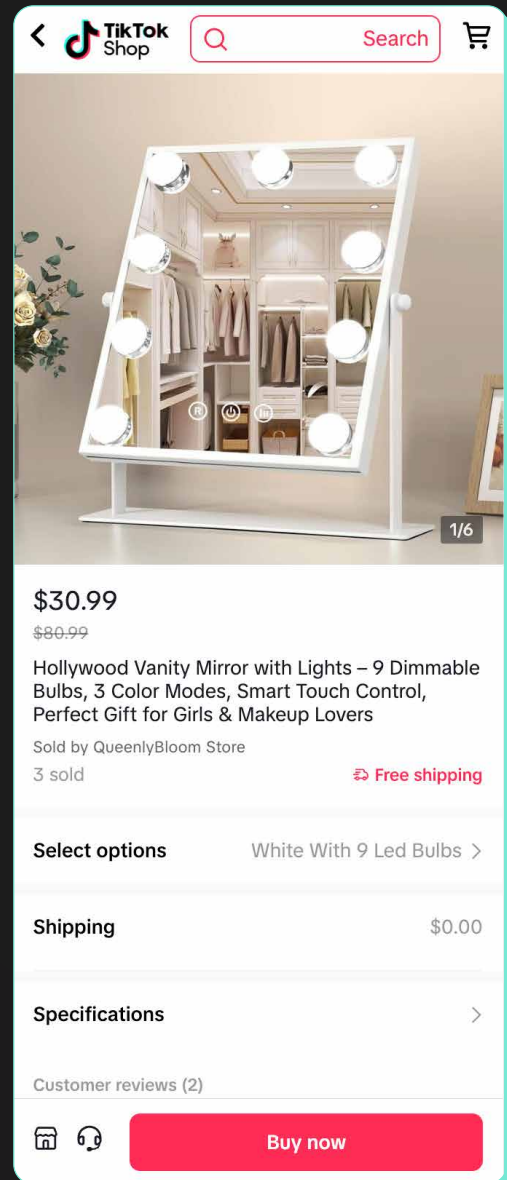 TikTok
Shop
Search
R
1/6
$30.99
$80.99
Hollywood Vanity Mirror with Lights – 9 Dimmable
Bulbs, 3 Color Modes, Smart Touch Control,
Perfect Gift for Girls & Makeup Lovers
Sold by QueenlyBloom Store
3 sold
Free shipping
Select options
White With 9 Led Bulbs
Shipping
$0.00
Specifications
Customer reviews (2)
Buy now